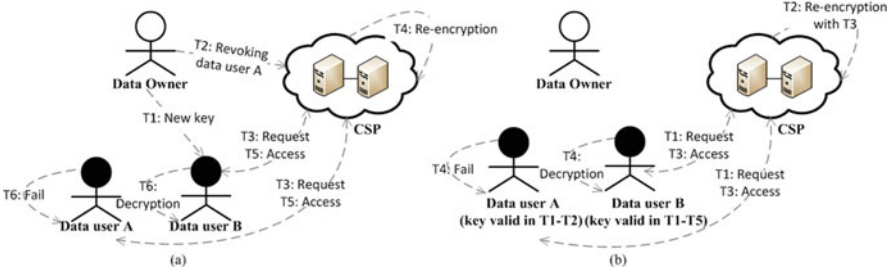 T2: Revoking
data user A
Data Owner
T1: New key
T4: Re-encryption
CSP
T3: Request
T5: Access
T3: Request
T5: Access
T6: Fail
T6:
Decryption
Data user A
Data user B
(a)
T2: Re-encryption
with T3
Data Owner
CSP
T1: Request
T3: Access
T1: Request
T3: Access
T4: Fail
T4:
Decryption
Data user A
(key valid in T1-T2)
Data user B
(key valid in T1-T5)
(b)